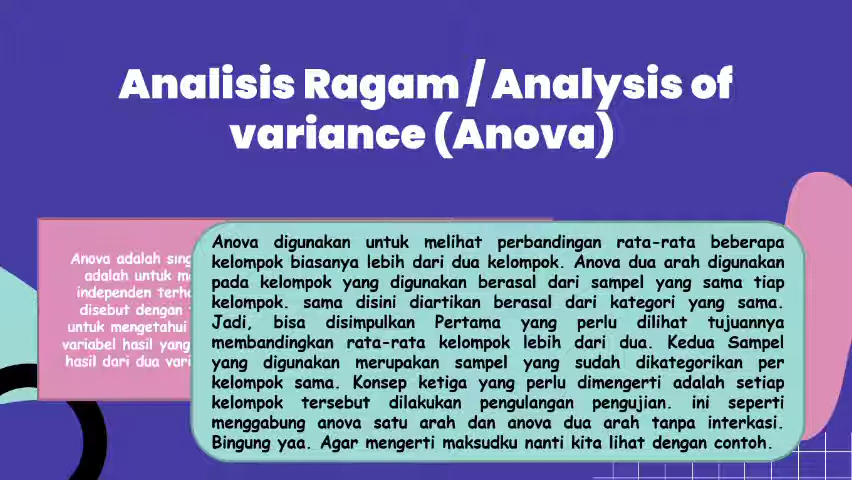 Analisis Ragam / Analysis of
variance (Anova)
Anova adalah
adalah untuk
independen
disebut dengan
untuk mengetahui
variabel hasil yang
hasil dari dua
Anova digunakan untuk melihat perbandingan rata-rata beberapa
kelompok biasanya lebih dari dua kelompok. Anova dua arah digunakan
pada kelompok yang digunakan berasal dari sampel yang sama tiap
kelompok. sama disini diartikan berasal dari kategori yang sama.
Jadi, bisa disimpulkan Pertama yang perlu dilihat tujuannya
membandingkan rata-rata kelompok lebih dari dua. Kedua Sampel
yang digunakan merupakan sampel yang sudah dikategorikan per
kelompok sama. Konsep ketiga yang perlu dimengerti adalah setiap
kelompok tersebut dilakukan pengulangan pengujian. ini seperti
menggabung anova satu arah dan anova dua arah tanpa interkasi.
Bingung yaa. Agar mengerti maksudku nanti kita lihat dengan contoh.